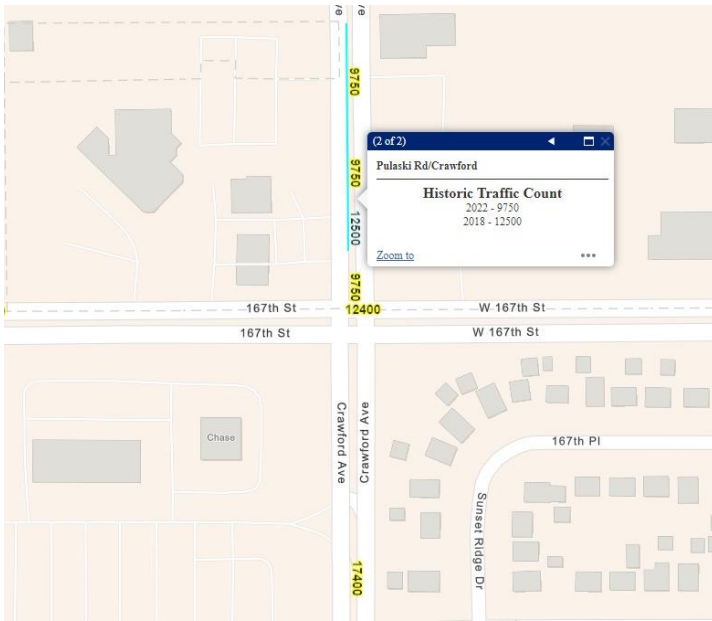 ve
ve
9750
(2 of 2)
Pulaski Rd/Crawford
Historic Traffic Count
2022 - 9750
2018 - 12500
Zoom to
9750
12500
9750
167th St
12400
W 167th St
167th St
W 167th St
Crawford Ave
Crawford Ave
Chase
167th Pl
Sunset Ridge Dr
17400